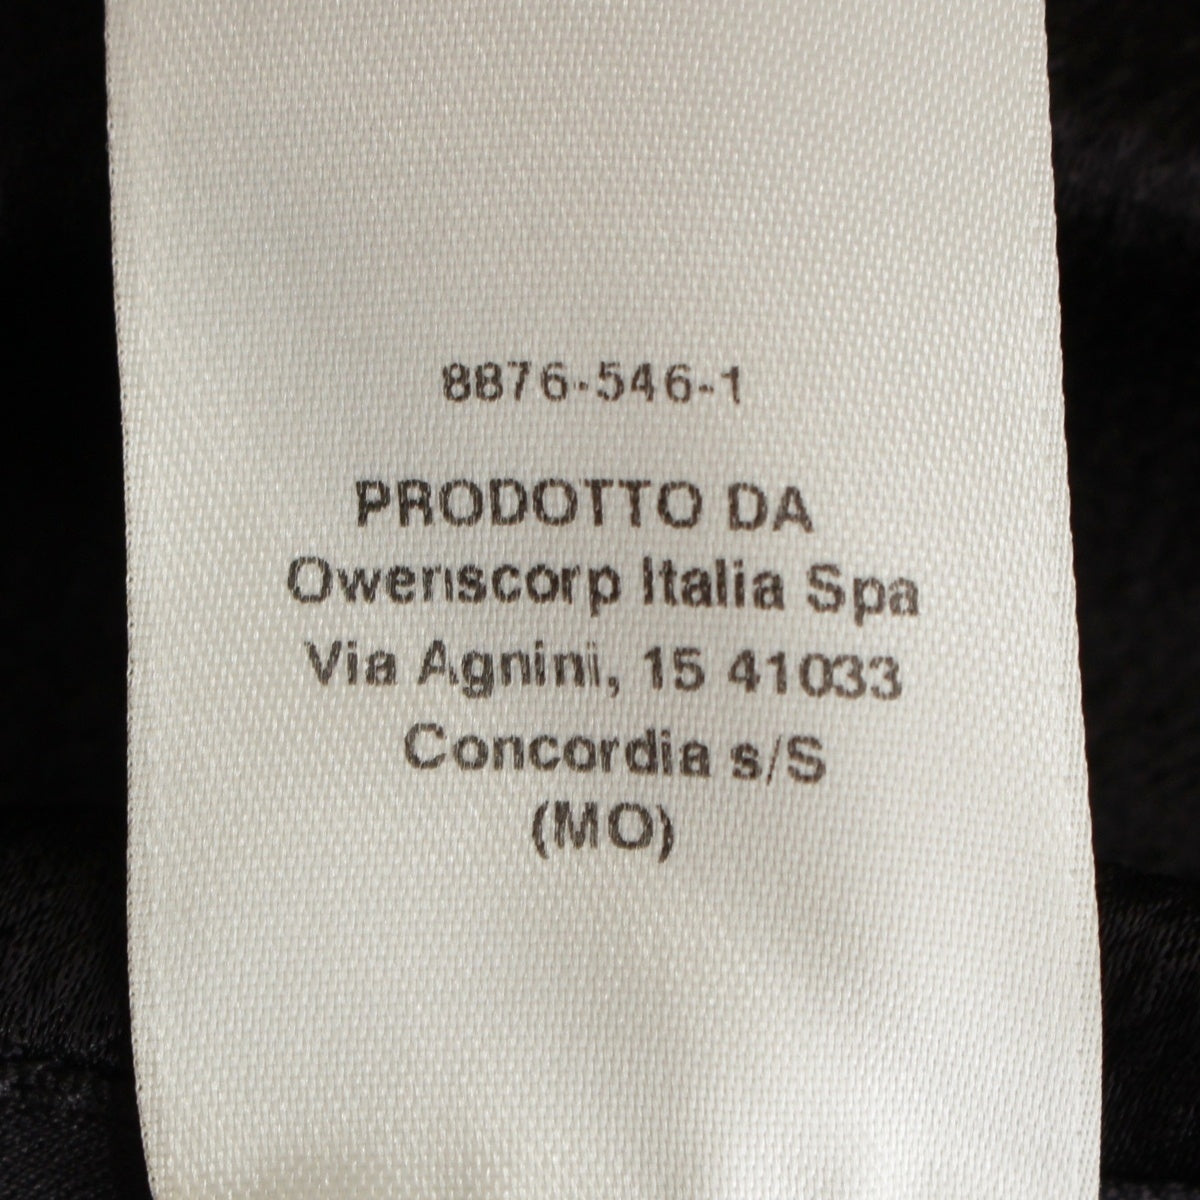 8876-546-1
PRODOTTO DA
Owenscorp Italia Spa
Via Agnini, 15 41033
Concordia s/S
(MO)